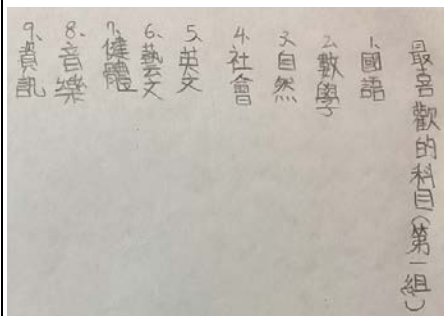 最喜歡的科目(第一組)
1、國語
2、數學
3、自然
4、社會
5、英文
6、藝文
7、健體
8、音樂
9、資訊